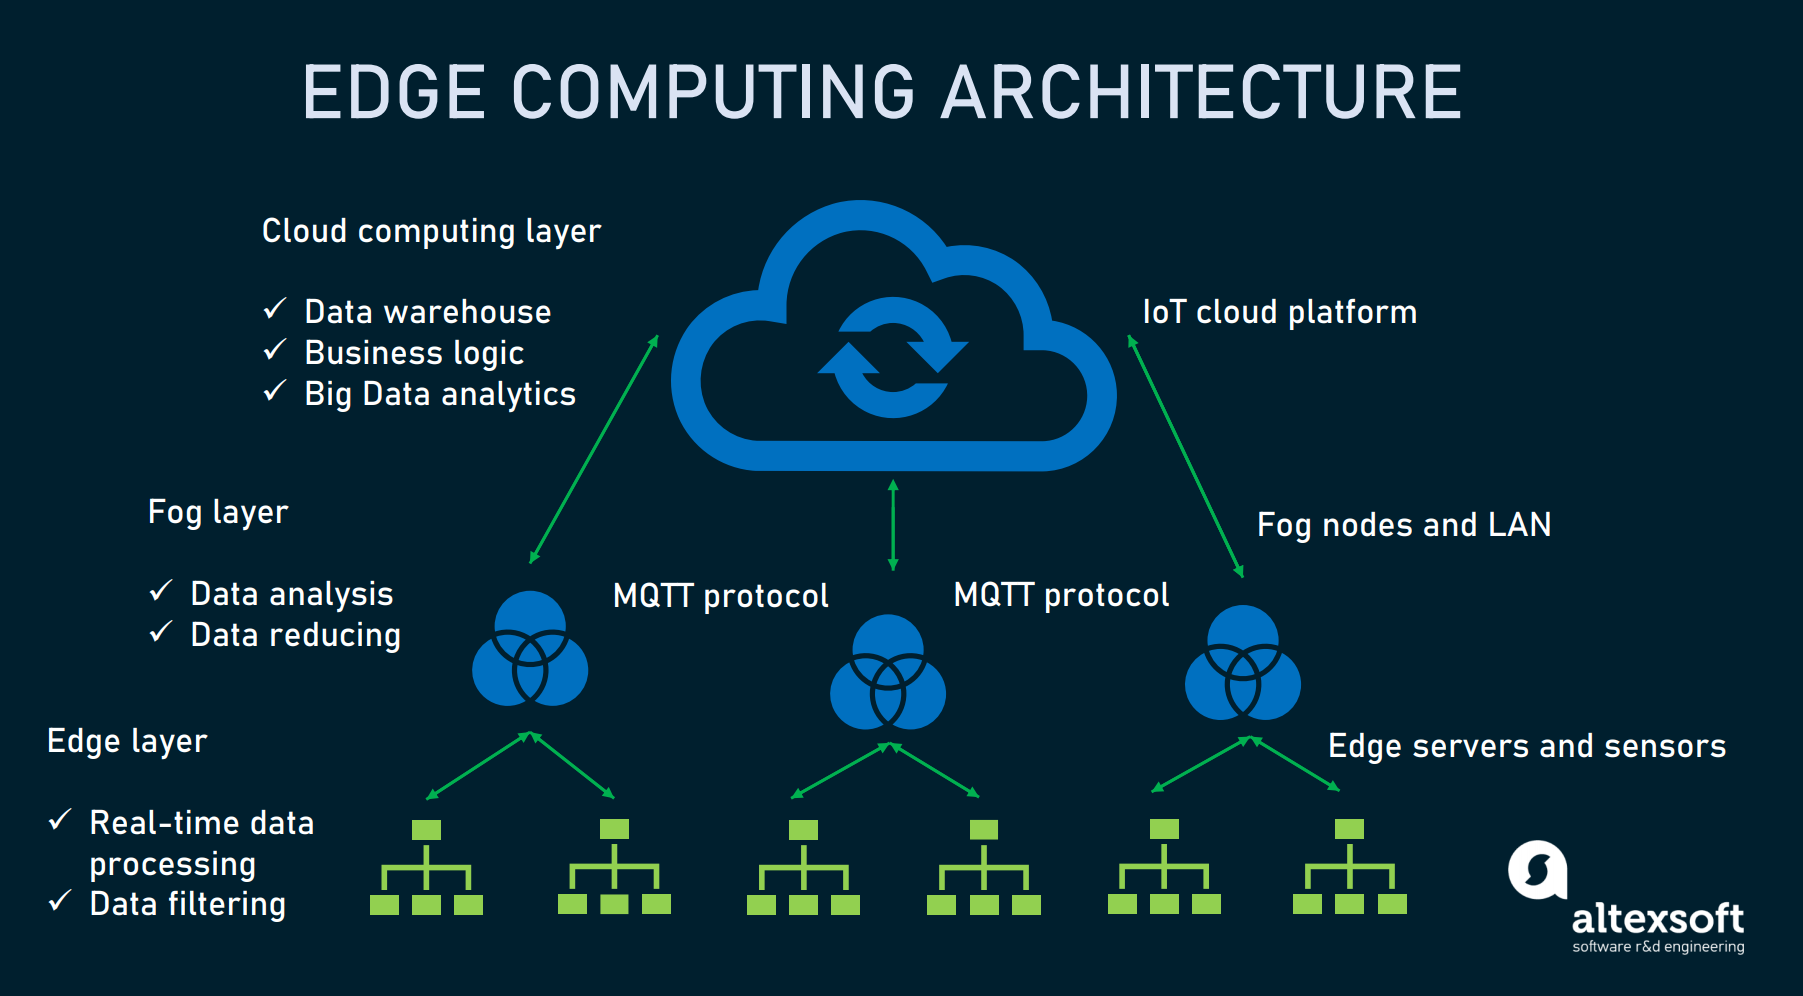 EDGE COMPUTING ARCHITECTURE
Cloud computing layer
✓ Data warehouse
✓ Business logic
✓ Big Data analytics
IoT cloud platform
Fog layer
✓ Data analysis
✓ Data reducing
MQTT protocol
MQTT protocol
Fog nodes and LAN
Edge layer
✓ Real-time data
processing
✓ Data filtering
Edge servers and sensors
altexsoft
software r&d engineering